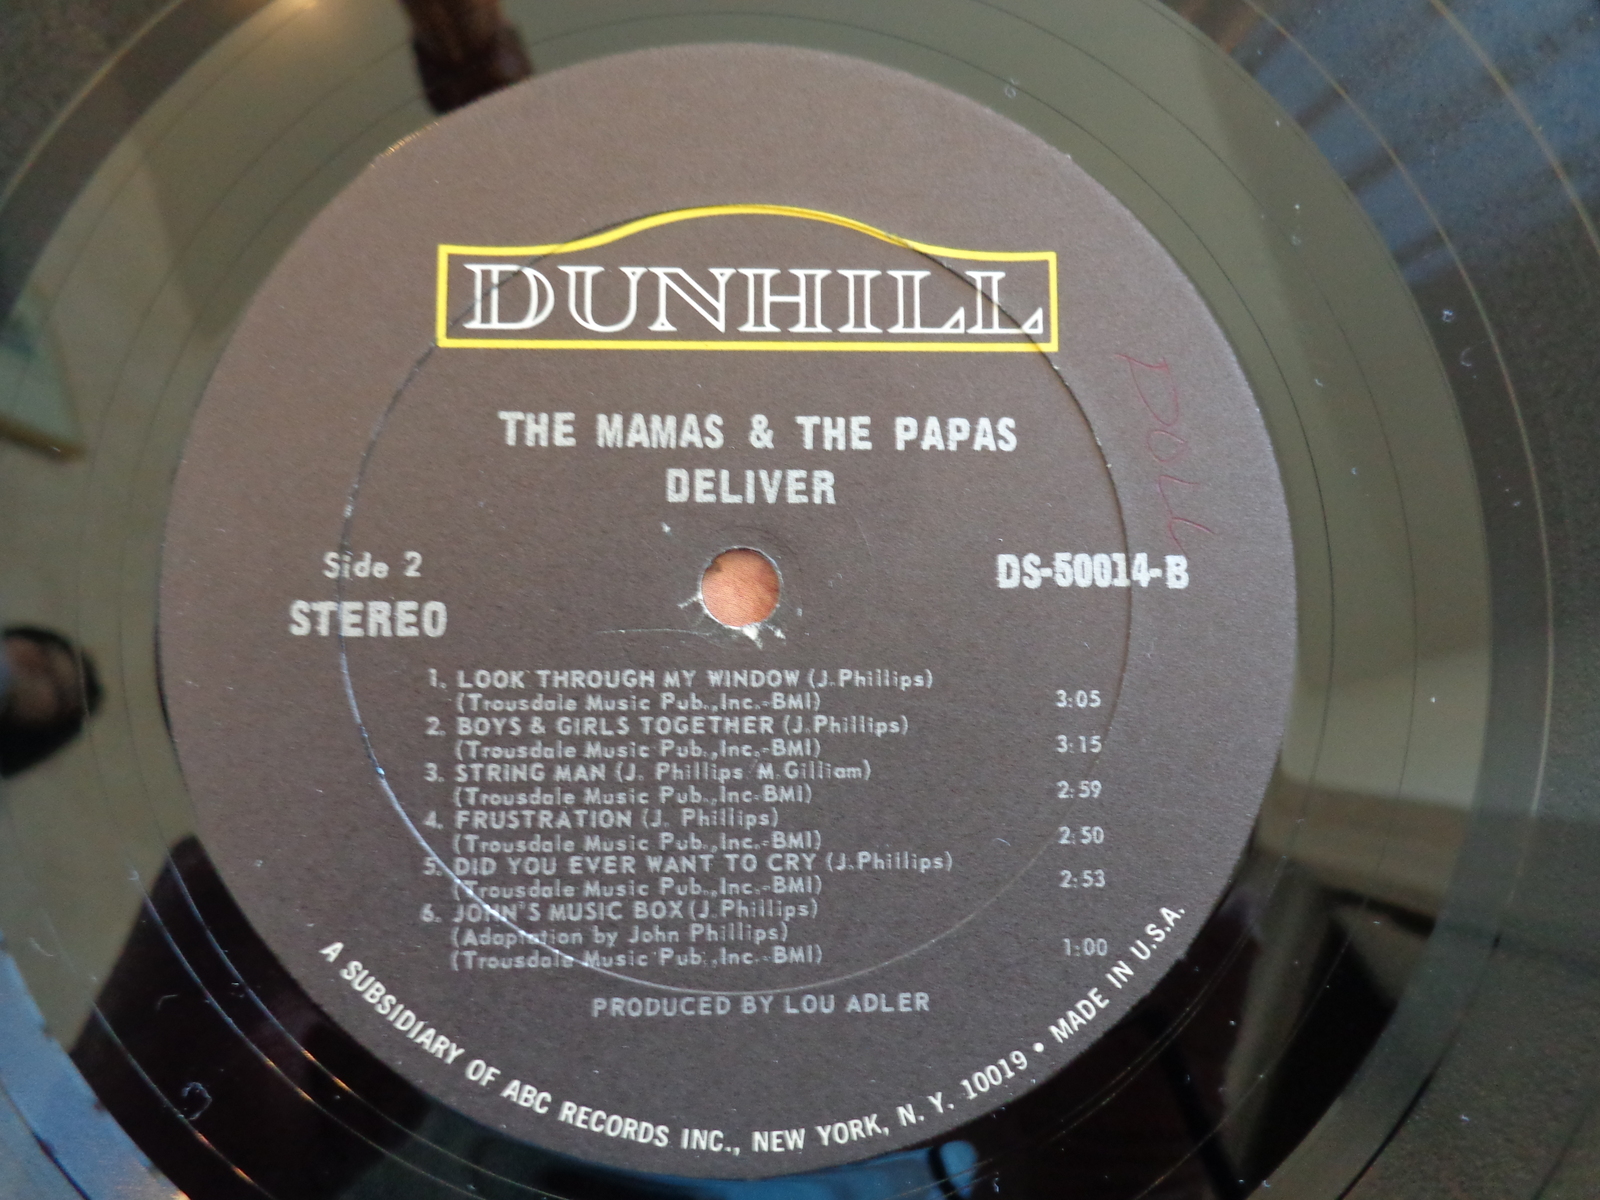 DUNHILL
THE MAMAS & THE PAPAS
DELIVER
Side 2
STEREO
DS-50014-B
1. LOOK THROUGH MY WINDOW (J. Phillips)
(Trousdale Music Pub., Inc.-BMI) 3:05
2. BOYS & GIRLS TOGETHER (J. Phillips)
(Trousdale Music Pub., Inc.-BMI) 3:15
3. STRING MAN (J. Phillips/M. Gilliam)
(Trousdale Music Pub., Inc-BMI) 2:59
4. FRUSTRATION (J. Phillips)
(Trousdale Music Pub., Inc.-BMI) 2:50
5. DID YOU EVER WANT TO CRY (J. Phillips)
(Trousdale Music Pub., Inc.-BMI) 2:53
6. JOHN'S MUSIC BOX (J. Phillips)
(Adaptation by John Phillips)
(Trousdale Music Pub., Inc.-BMI) 1:00
PRODUCED BY LOU ADLER
A SUBSIDIARY OF ABC RECORDS INC., NEW YORK, N. Y. 10019 • MADE IN U.S.A.